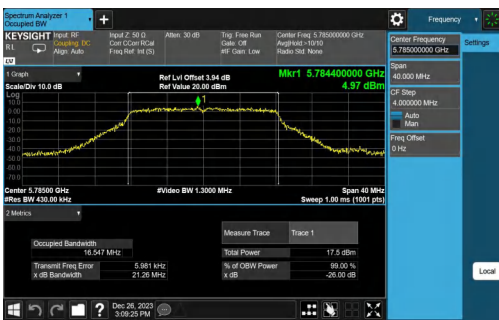 Spectrum Analyzer 1
Occupied BW
+
Frequency
KEYSIGHT
Input: RF
Coupling: DC
Align: Auto
Input Z: 50 Ω
Corr CCorr RCal
Freq Ref: Int (S)
Atten: 30 dB
Trig: Free Run
Gate: Off
#IF Gain: Low
Center Freq: 5.785000000 GHz
Avg|Hold:>10/10
Radio Std: None
RL
LV
Center Frequency
5.785000000 GHz
Settings
Span
40.000 MHz
CF Step
4.000000 MHz
Auto
Man
Freq Offset
0 Hz
Local
1 Graph
Scale/Div 10.0 dB
Ref Lvl Offset 3.94 dB
Ref Value 20.00 dBm
Mkr1 5.784400000 GHz
4.97 dBm
Log
10.0
0.00
-10.0
-20.0
-30.0
-40.0
-50.0
-60.0
-70.0
1
Center 5.78500 GHz
#Res BW 430.00 kHz
#Video BW 1.3000 MHz
Span 40 MHz
Sweep 1.00 ms (1001 pts)
2 Metrics
Measure Trace
Trace 1
Occupied Bandwidth
16.547 MHz
Total Power
17.5 dBm
Transmit Freq Error
5.981 kHz
% of OBW Power
99.00 %
x dB Bandwidth
21.26 MHz
x dB
-26.00 dB
?
Dec 26, 2023
3:09:25 PM